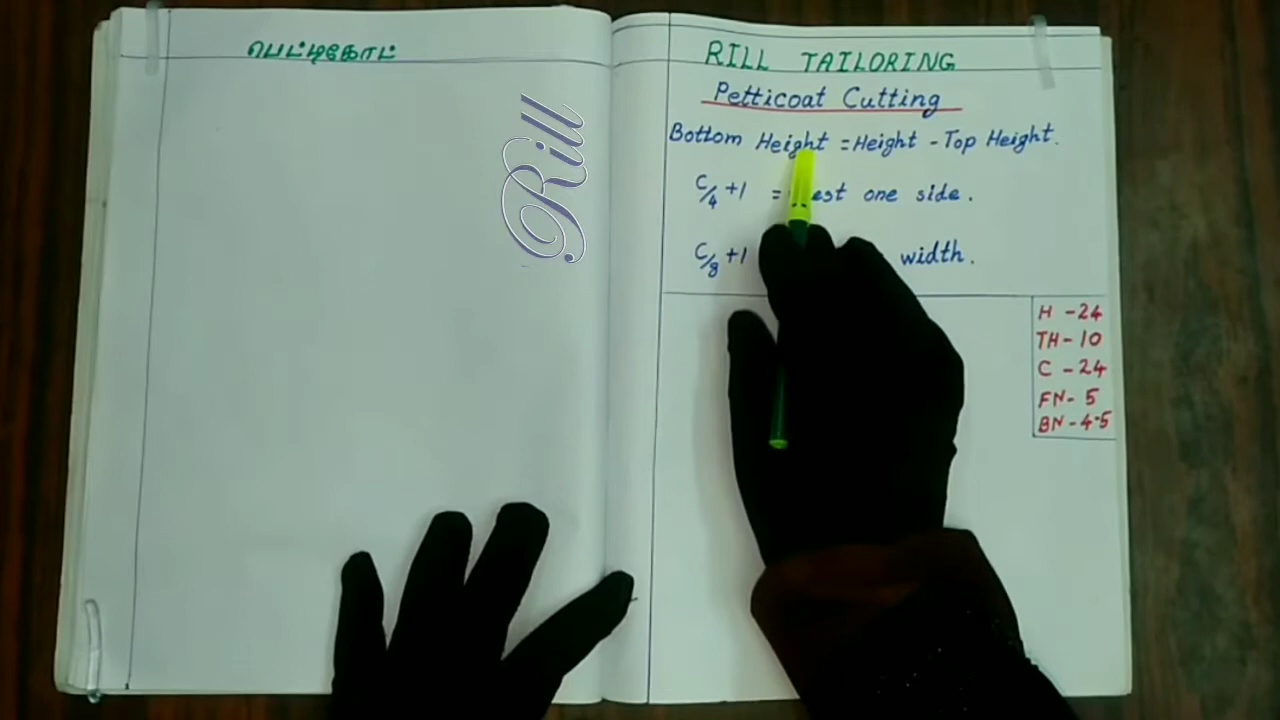 பெட்டிகோட்
Rill
RILL TAILORING
Petticoat Cutting
Bottom Height = Height - Top Height.
C/4 +1 = est one side.
C/8 +1 width.
H - 24
TH - 10
C - 24
FN - 5
BN - 4.5